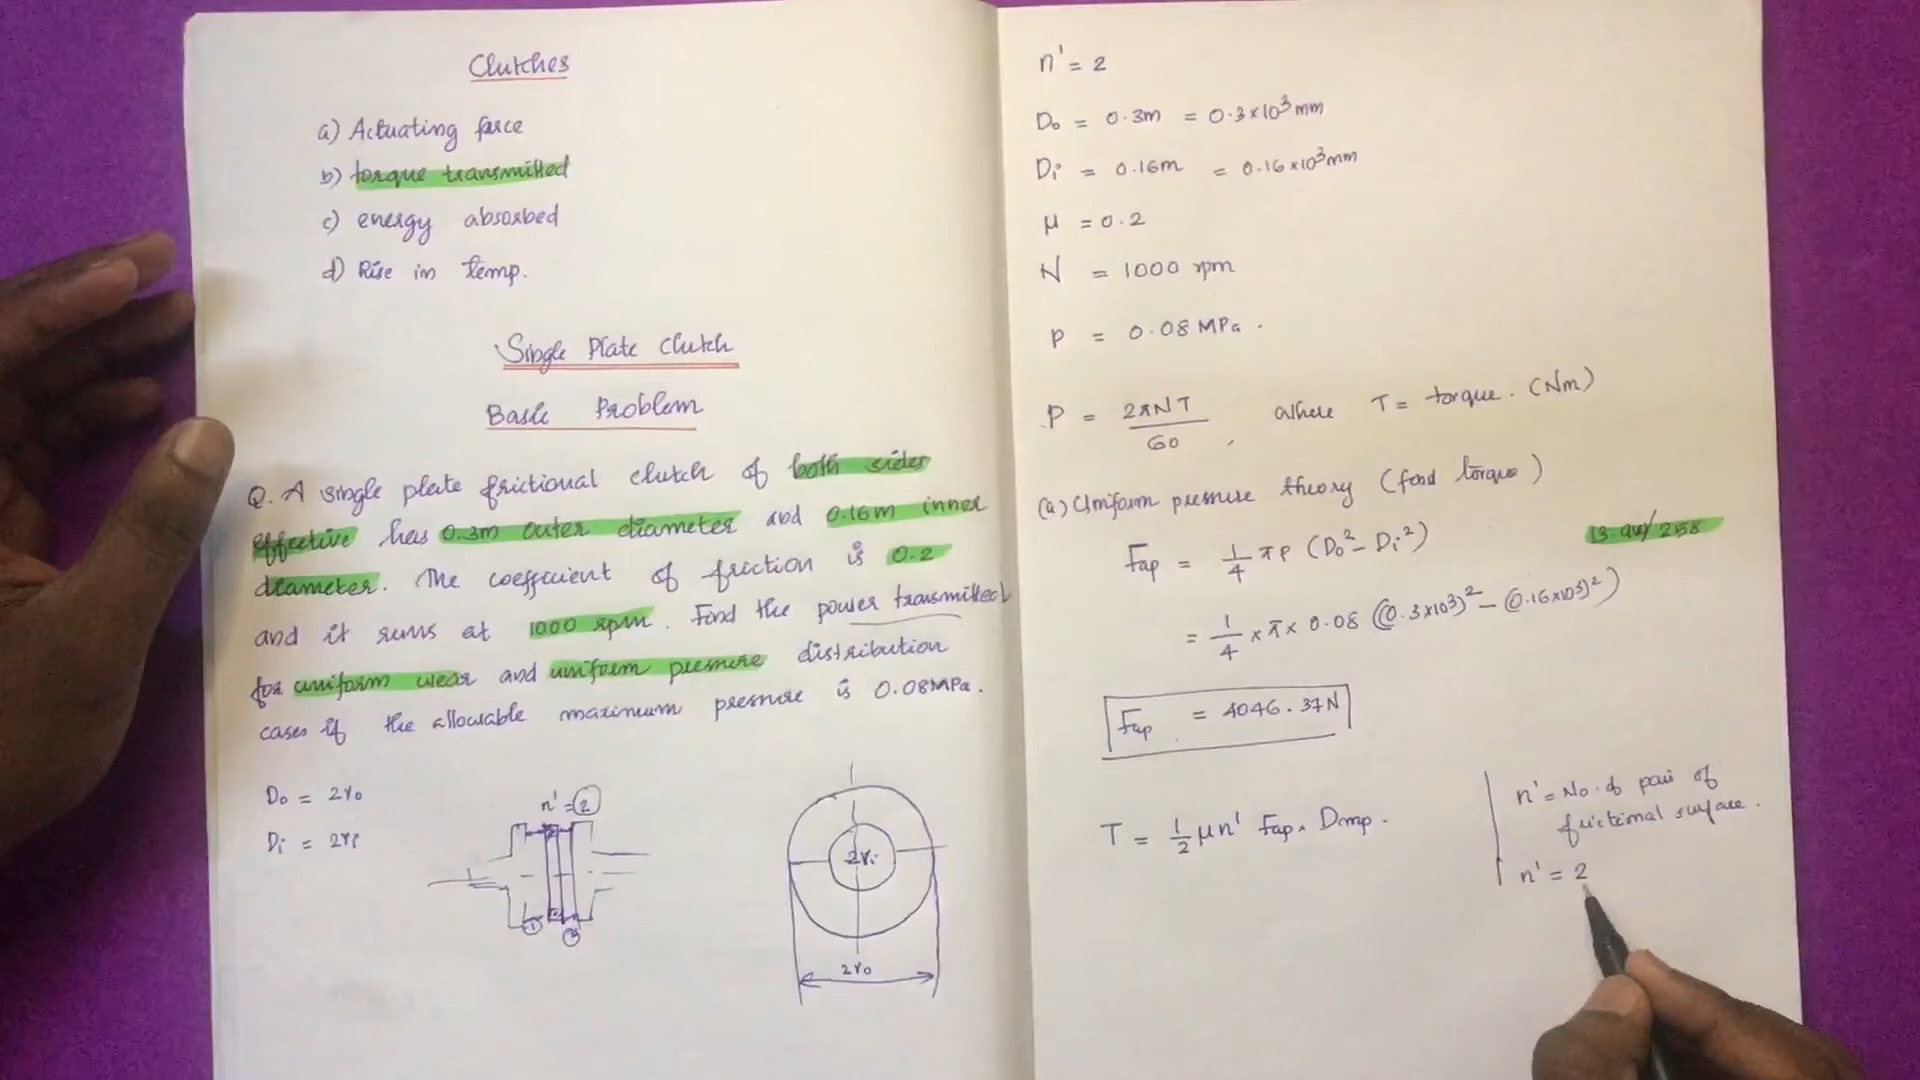 Clutches
a) Actuating force
b) torque transmitted
c) energy absorbed
d) Rise in temp.
Single Plate Clutch
Basic Problem
Q. A single plate frictional clutch of both sides
effective has 0.3m outer diameter and 0.16m inner
diameter. The coefficient of friction is 0.2
and it runs at 1000 rpm. Find the power transmitted
for uniform wear and uniform pressure distribution
cases if the allowable maximum pressure is 0.08MPa.
Do = 2ro
Di = 2ri
n' = 2
1
2
2ri
2ro
n' = 2
Do = 0.3m = 0.3×10³mm
Di = 0.16m = 0.16×10³mm
μ = 0.2
N = 1000 rpm
P = 0.08 MPa.
P = 2πNT / 60, where T = torque. (Nm)
(a) Uniform pressure theory (find torque)
13.94/258
Fap = 1/4 πP (Do² - Di²)
= 1/4 × π × 0.08 ((0.3×10³)² - (0.16×10³)²)
Fap = 4046.37N
T = 1/2 μn' Fap. Dmp.
n' = No. of pair of
frictional surface.
n' = 2